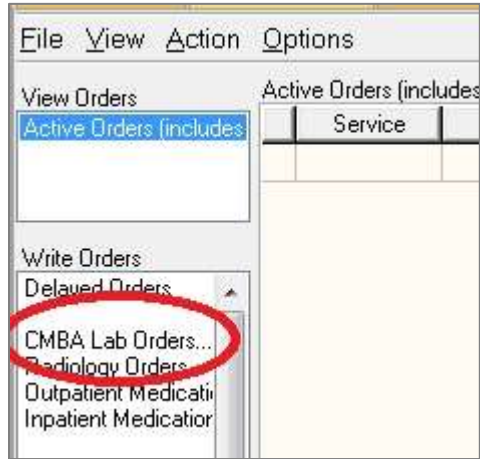 File View Action Options
View Orders
Active Orders (includes
Active Orders (includes
Service
Write Orders
Delayed Orders
CMBA Lab Orders...
Radiology Orders
Outpatient Medicati
Inpatient Medication